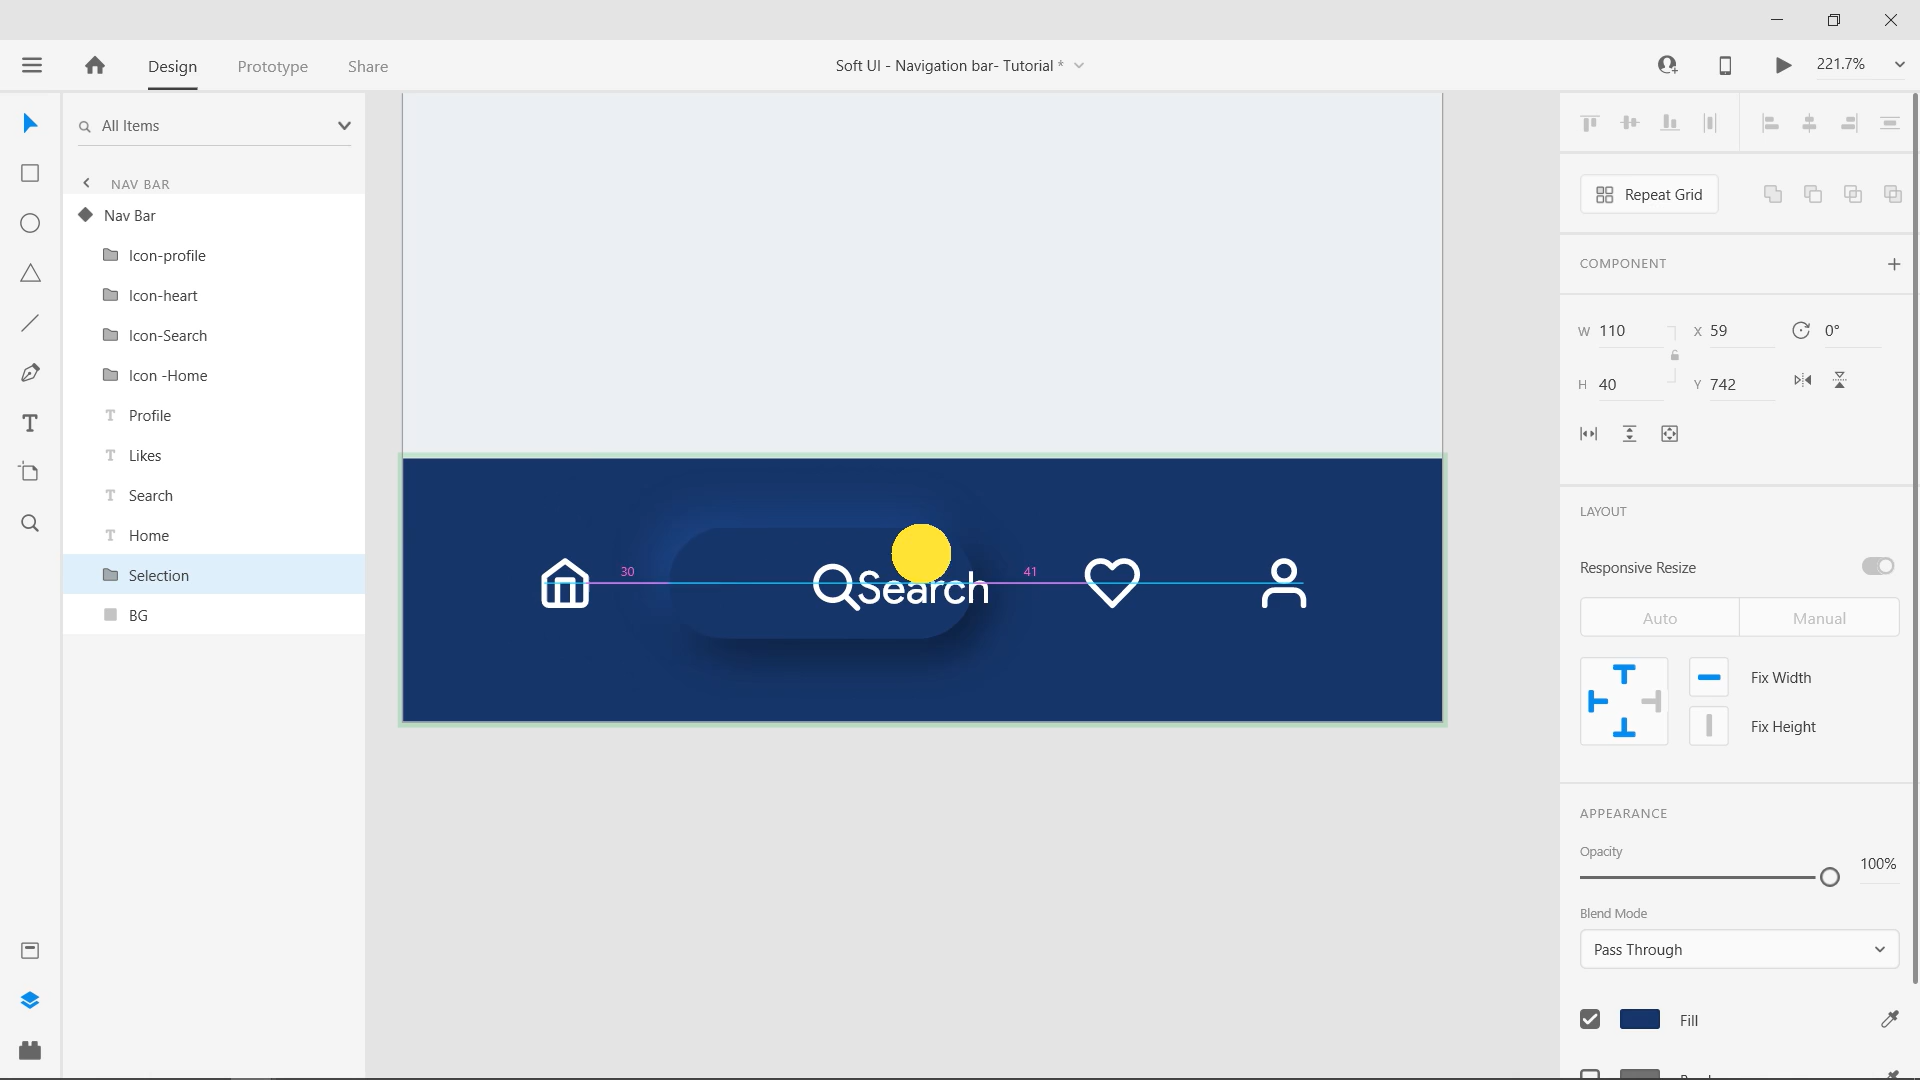 Design
Prototype
Share
Soft UI - Navigation bar- Tutorial *
221.7%
All Items
NAV BAR
Nav Bar
Icon-profile
Icon-heart
Icon-Search
Icon -Home
Profile
Likes
Search
Home
Selection
BG
30
Search
41
Repeat Grid
COMPONENT
W 110
X 59
0°
H 40
Y 742
LAYOUT
Responsive Resize
Auto
Manual
Fix Width
Fix Height
APPEARANCE
Opacity
100%
Blend Mode
Pass Through
Fill